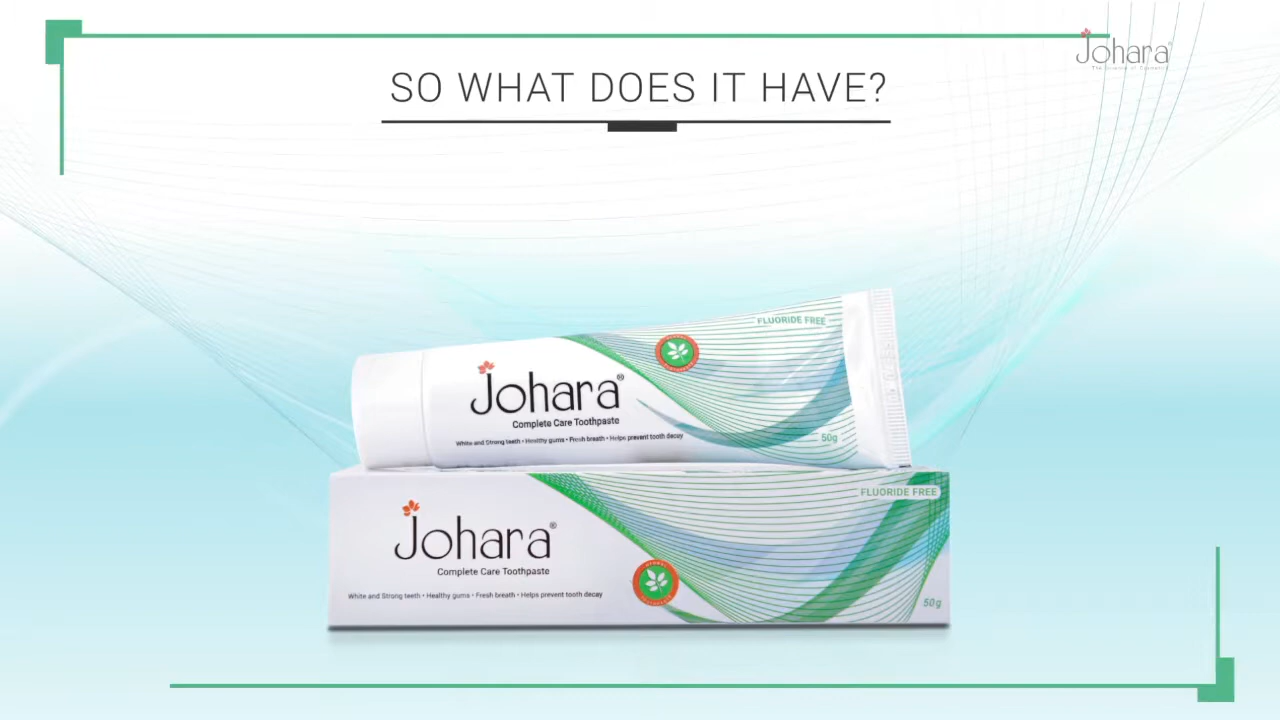 Johara®
SO WHAT DOES IT HAVE?
FLUORIDE FREE
Johara®
Complete Care Toothpaste
White and Strong teeth • Healthy gums • Fresh breath • Helps prevent tooth decay
50g
FLUORIDE FREE
Johara®
Complete Care Toothpaste
White and Strong teeth • Healthy gums • Fresh breath • Helps prevent tooth decay
50g